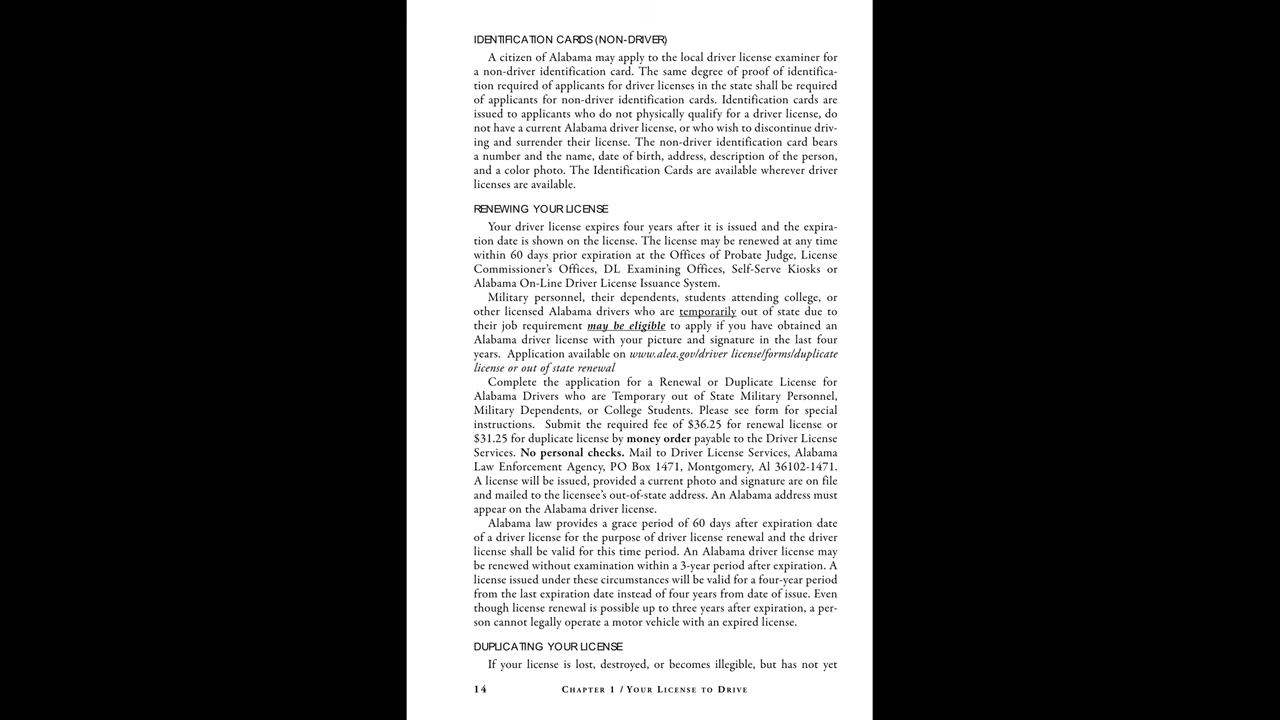 IDENTIFICATION CARDS (NON-DRIVER)
A citizen of Alabama may apply to the local driver license examiner for
a non-driver identification card. The same degree of proof of identifica-
tion required of applicants for driver licenses in the state shall be required
of applicants for non-driver identification cards. Identification cards are
issued to applicants who do not physically qualify for a driver license, do
not have a current Alabama driver license, or who wish to discontinue driv-
ing and surrender their license. The non-driver identification card bears
a number and the name, date of birth, address, description of the person,
and a color photo. The Identification Cards are available wherever driver
licenses are available.
RENEWING YOUR LICENSE
Your driver license expires four years after it is issued and the expira-
tion date is shown on the license. The license may be renewed at any time
within 60 days prior expiration at the Offices of Probate Judge, License
Commissioner's Offices, DL Examining Offices, Self-Serve Kiosks or
Alabama On-Line Driver License Issuance System.
Military personnel, their dependents, students attending college, or
other licensed Alabama drivers who are temporarily out of state due to
their job requirement may be eligible to apply if you have obtained an
Alabama driver license with your picture and signature in the last four
years. Application available on www.alea.gov/driver license/forms/duplicate
license or out of state renewal
Complete the application for a Renewal or Duplicate License for
Alabama Drivers who are Temporary out of State Military Personnel,
Military Dependents, or College Students. Please see form for special
instructions. Submit the required fee of $36.25 for renewal license or
$31.25 for duplicate license by money order payable to the Driver License
Services. No personal checks. Mail to Driver License Services, Alabama
Law Enforcement Agency, PO Box 1471, Montgomery, Al 36102-1471.
A license will be issued, provided a current photo and signature are on file
and mailed to the licensee's out-of-state address. An Alabama address must
appear on the Alabama driver license.
Alabama law provides a grace period of 60 days after expiration date
of a driver license for the purpose of driver license renewal and the driver
license shall be valid for this time period. An Alabama driver license may
be renewed without examination within a 3-year period after expiration. A
license issued under these circumstances will be valid for a four-year period
from the last expiration date instead of four years from date of issue. Even
though license renewal is possible up to three years after expiration, a per-
son cannot legally operate a motor vehicle with an expired license.
DUPLICATING YOUR LICENSE
If your license is lost, destroyed, or becomes illegible, but has not yet
14 Chapter 1 / Your License to Drive